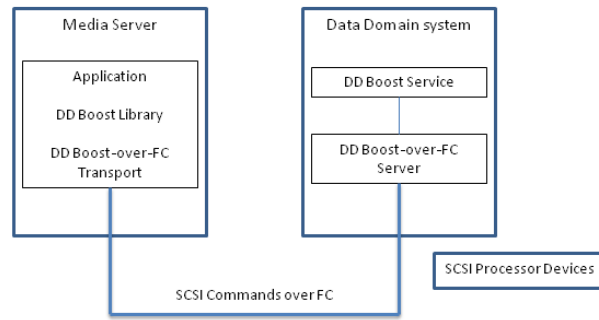 Media Server
Application
DD Boost Library
DD Boost-over-FC
Transport
Data Domain system
DD Boost Service
DD Boost-over-FC
Server
SCSI Processor Devices
SCSI Commands over FC